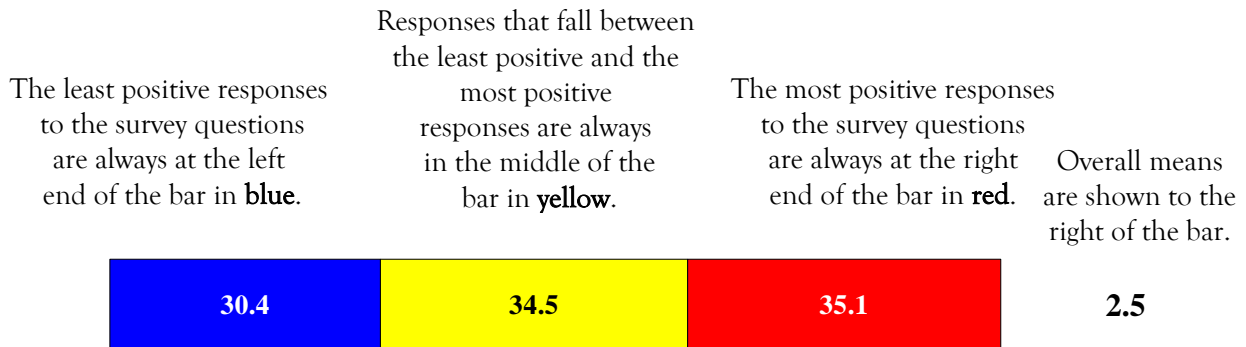 The least positive responses
to the survey questions
are always at the left
end of the bar in blue.
Responses that fall between
the least positive and the
most positive
responses are always
in the middle of the
bar in yellow.
The most positive responses
to the survey questions
are always at the right
end of the bar in red.
Overall means
are shown to the
right of the bar.
30.4
34.5
35.1
2.5